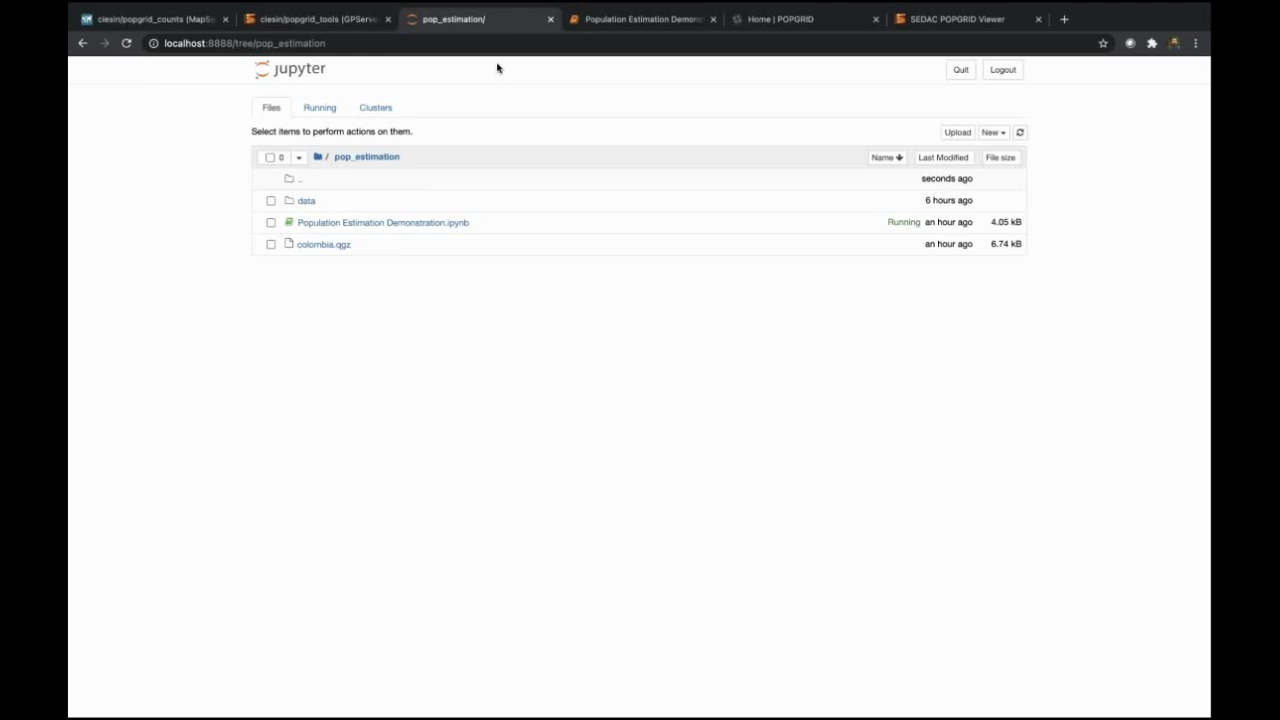 ciesin/popgrid_counts (MapSe
ciesin/popgrid_tools (GPServe
pop_estimation/
Population Estimation Demons
Home | POPGRID
SEDAC POPGRID Viewer
localhost:8888/tree/pop_estimation
jupyter
Quit
Logout
Files
Running
Clusters
Select items to perform actions on them.
Upload
New
0
/ pop_estimation
Name
Last Modified
File size
..
seconds ago
data
6 hours ago
Population Estimation Demonstration.ipynb
Running an hour ago
4.05 kB
colombia.qgz
an hour ago
6.74 kB